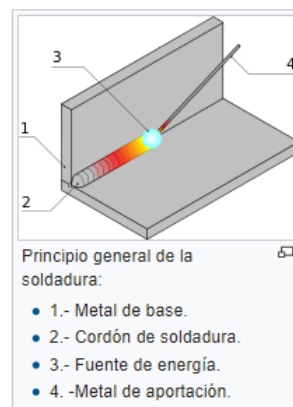 3
4
1
2
Principio general de la
soldadura:
1.- Metal de base.
2.- Cordón de soldadura.
3.- Fuente de energía.
4. -Metal de aportación.